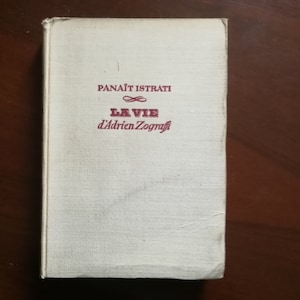 PANAÏT ISTRATI
LA VIE
d'Adrien Zograffi